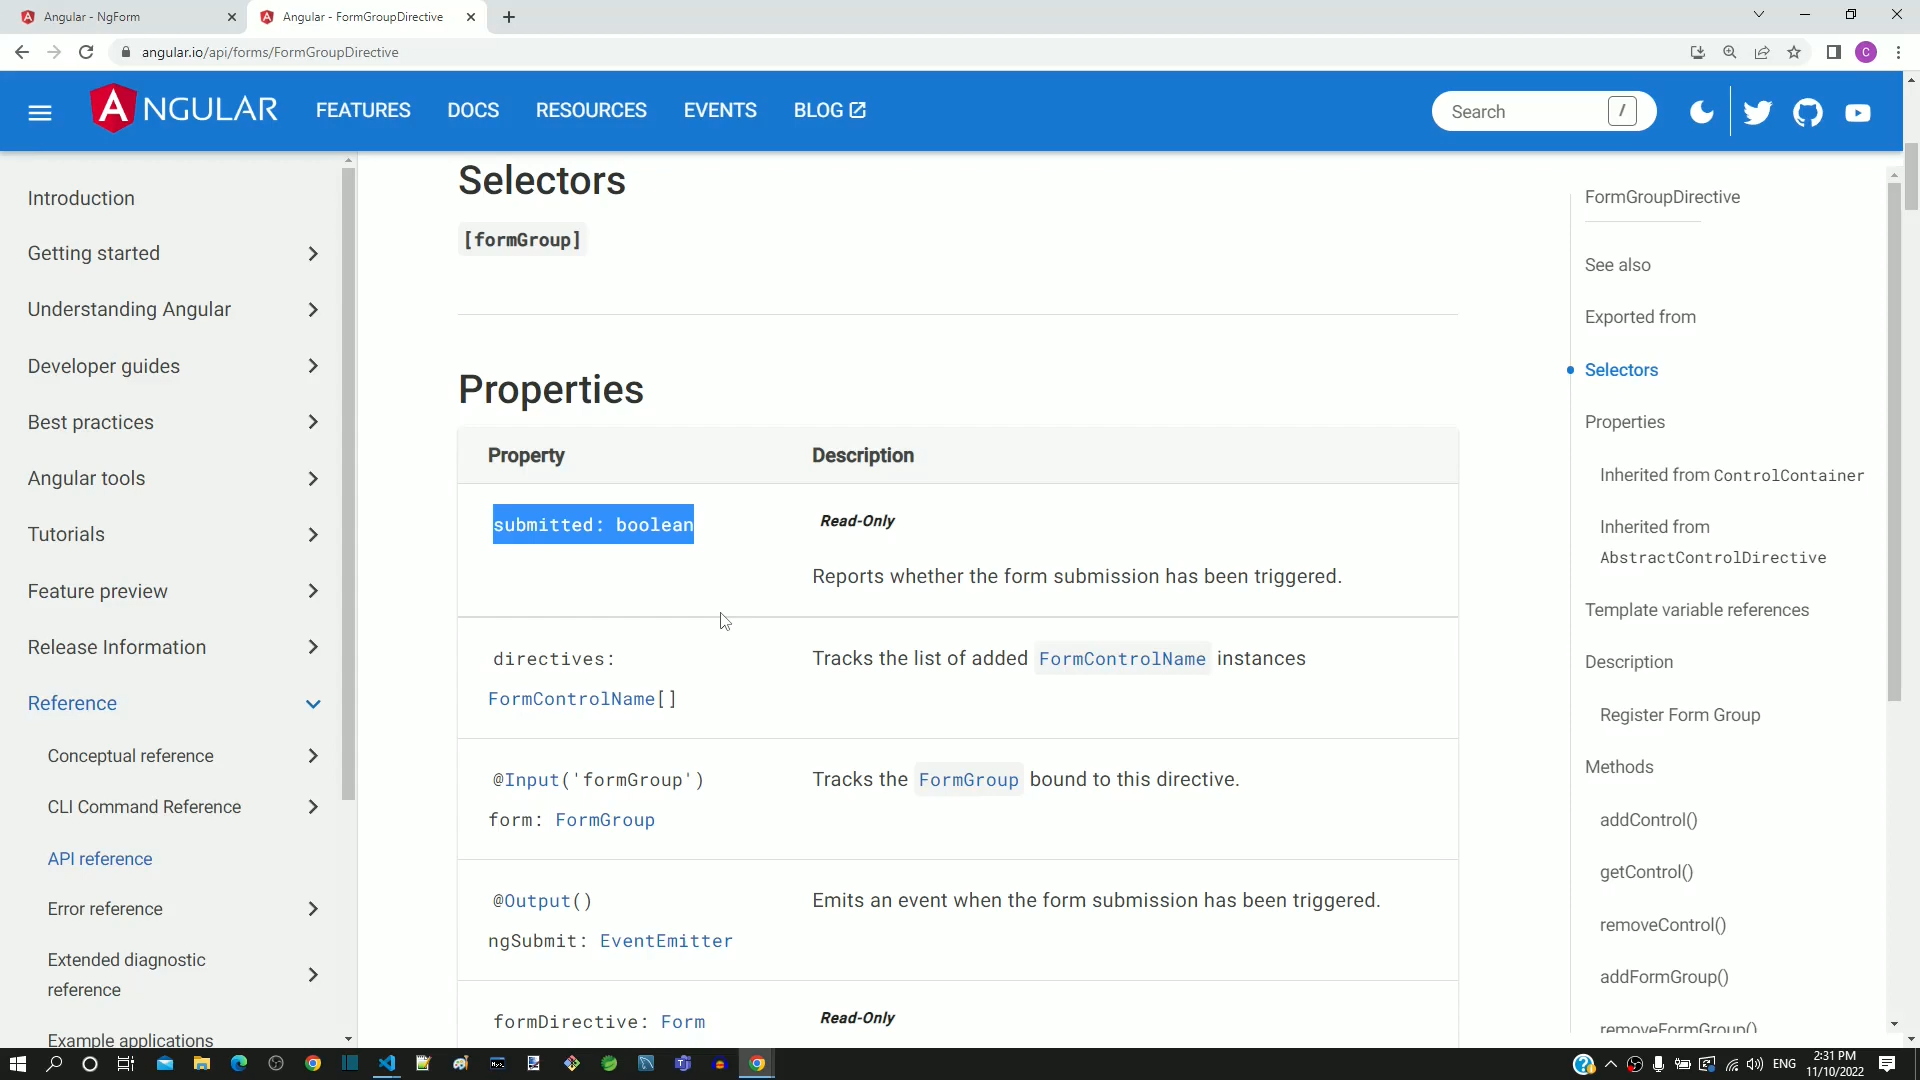 Angular - NgForm
Angular - FormGroupDirective
angular.io/api/forms/FormGroupDirective
C
ANGULAR
FEATURES
DOCS
RESOURCES
EVENTS
BLOG
Search
/
Introduction
Getting started
Understanding Angular
Developer guides
Best practices
Angular tools
Tutorials
Feature preview
Release Information
Reference
Conceptual reference
CLI Command Reference
API reference
Error reference
Extended diagnostic
reference
Example applications
Selectors
[formGroup]
Properties
Property Description
submitted: boolean
Read-Only
Reports whether the form submission has been triggered.
directives:
FormControlName[]
Tracks the list of added FormControlName instances
@Input('formGroup')
form: FormGroup
Tracks the FormGroup bound to this directive.
@Output()
ngSubmit: EventEmitter
Emits an event when the form submission has been triggered.
formDirective: Form
Read-Only
FormGroupDirective
See also
Exported from
Selectors
Properties
Inherited from ControlContainer
Inherited from
AbstractControlDirective
Template variable references
Description
Register Form Group
Methods
addControl()
getControl()
removeControl()
addFormGroup()
removeFormGroup()
ENG
2:31 PM
11/10/2022